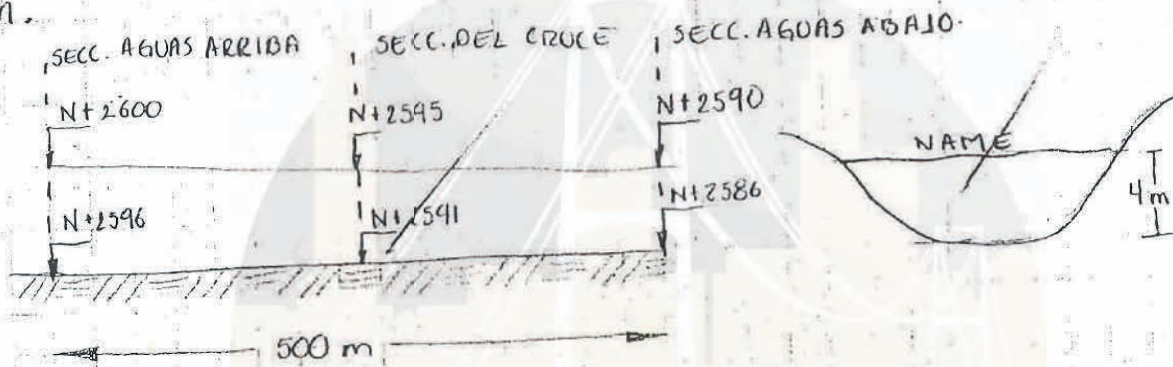 n.
SECC. AGUAS ARRIBA
SECC. DEL CRUCE
SECC. AGUAS ABAJO.
N+2600
N+2595
N+2590
NAME
4m
N+2596
N+2591
N+2586
500 m